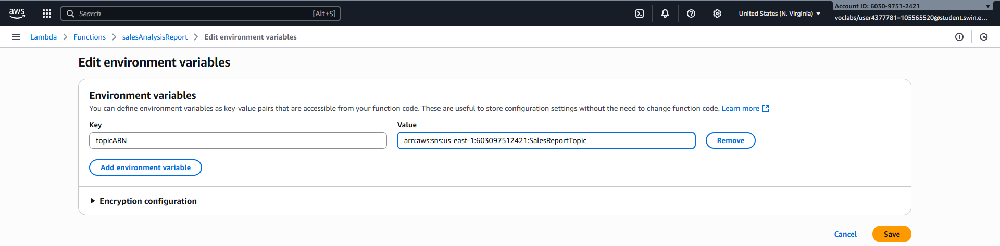 aws
Search [Alt+S] United States (N. Virginia) ▼ Account ID: 6030-9751-2421 ▼
voclabs/user4377781=105565520@student.swin.e...
Lambda > Functions > salesAnalysisReport > Edit environment variables
Edit environment variables
Environment variables
You can define environment variables as key-value pairs that are accessible from your function code. These are useful to store configuration settings without the need to change function code. Learn more
Key Value
topicARN arn:aws:sns:us-east-1:603097512421:SalesReportTopic Remove
Add environment variable
Encryption configuration
Cancel Save